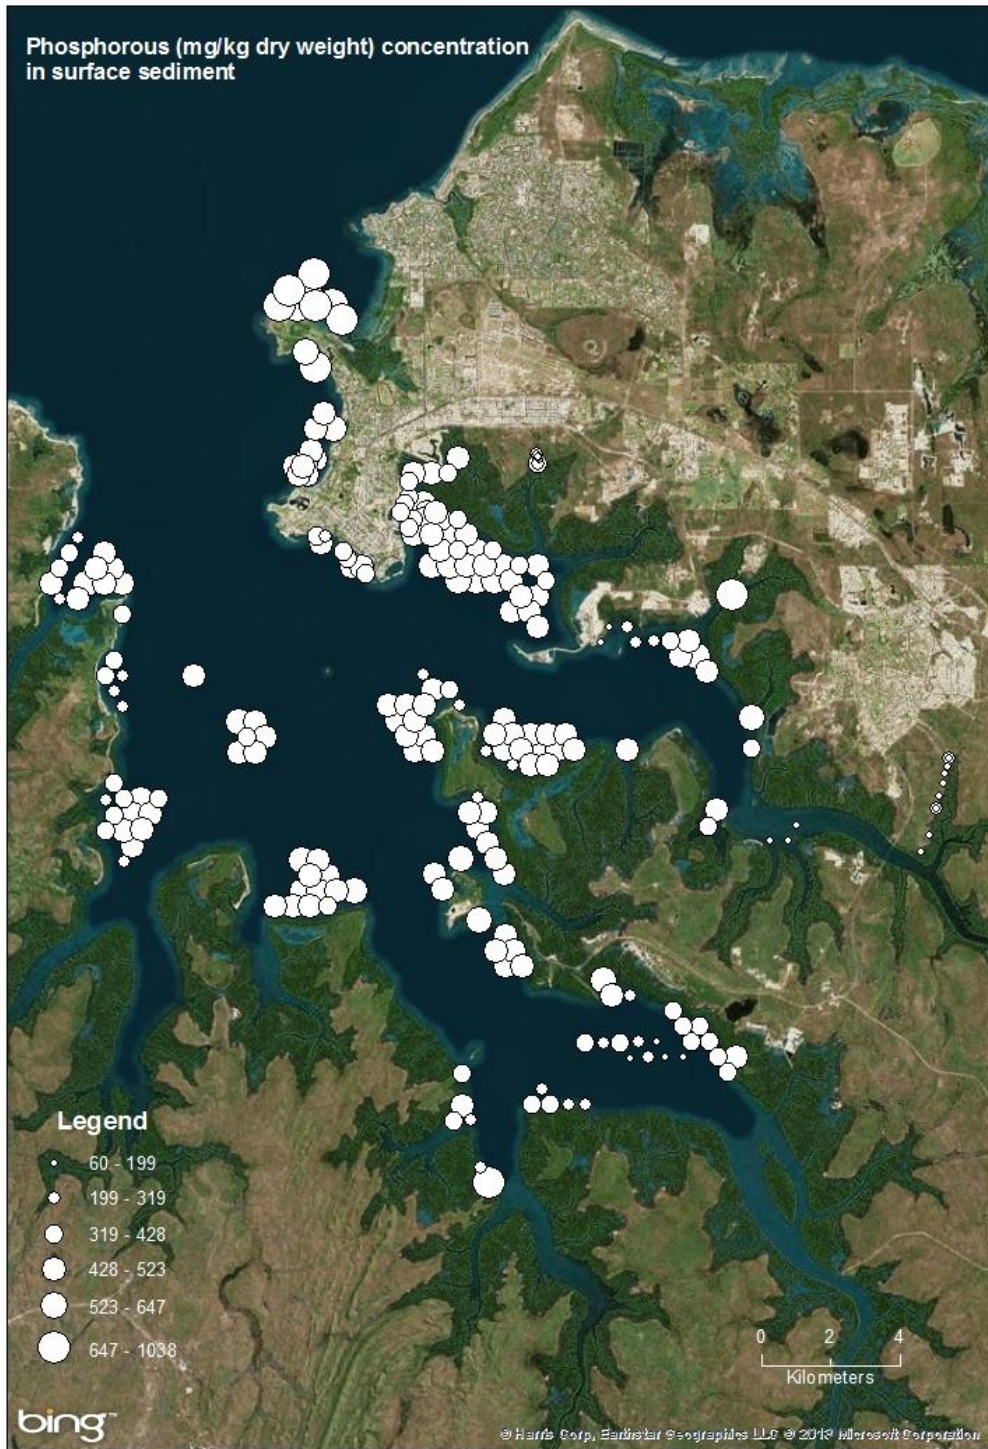 Phosphorous (mg/kg dry weight) concentration
in surface sediment
Legend
60 - 199
199 - 319
319 - 428
428 - 523
523 - 647
647 - 1038
0 2 4
Kilometers
bing™
© Harris Corp, Earthstar Geographics LLC © 2013 Microsoft Corporation